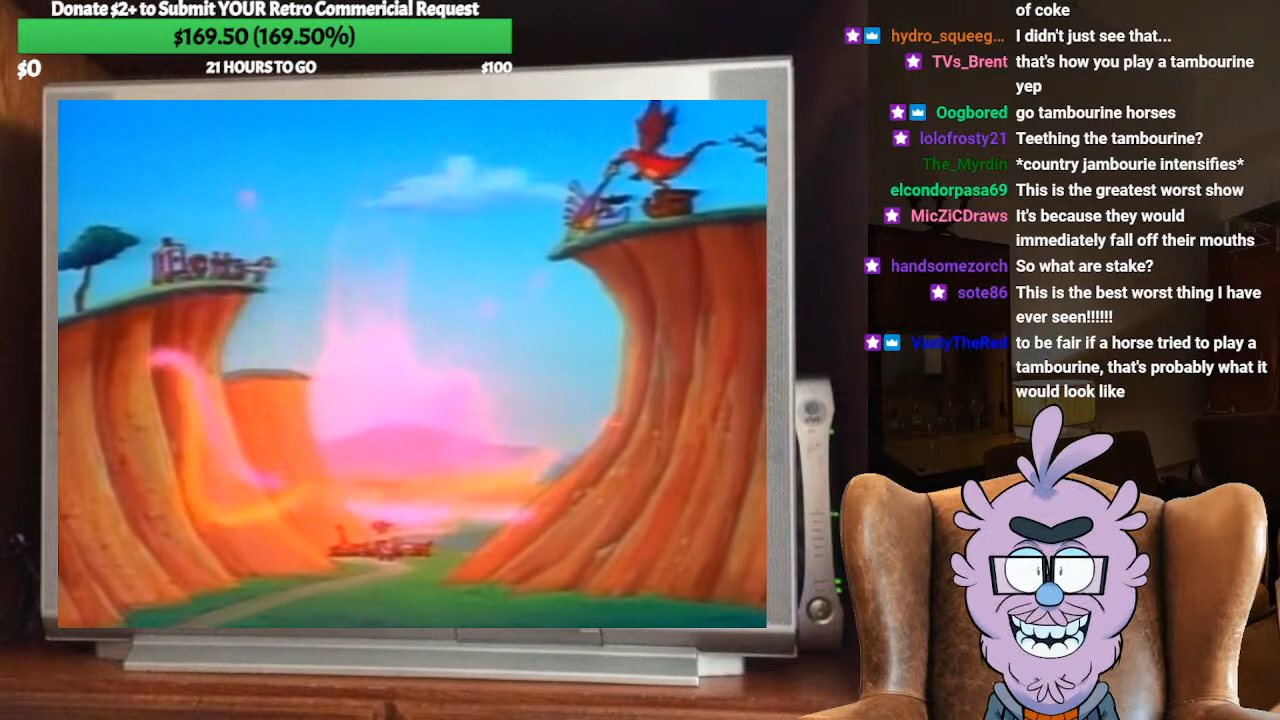 Donate $2+ to Submit YOUR Retro Commericial Request
$169.50 (169.50%)
$0
21 HOURS TO GO
$100
of coke
hydro_squeeg... I didn't just see that...
TVs_Brent that's how you play a tambourine
yep
Oogbored go tambourine horses
lolofrosty21 Teething the tambourine?
The_Myrdin *country jambourie intensifies*
elcondorpasa69 This is the greatest worst show
MicZiCDraws It's because they would
immediately fall off their mouths
handsomezorch So what are stake?
sote86 This is the best worst thing I have
ever seen!!!!!!
VastyTheRed to be fair if a horse tried to play a
tambourine, that's probably what it
would look like